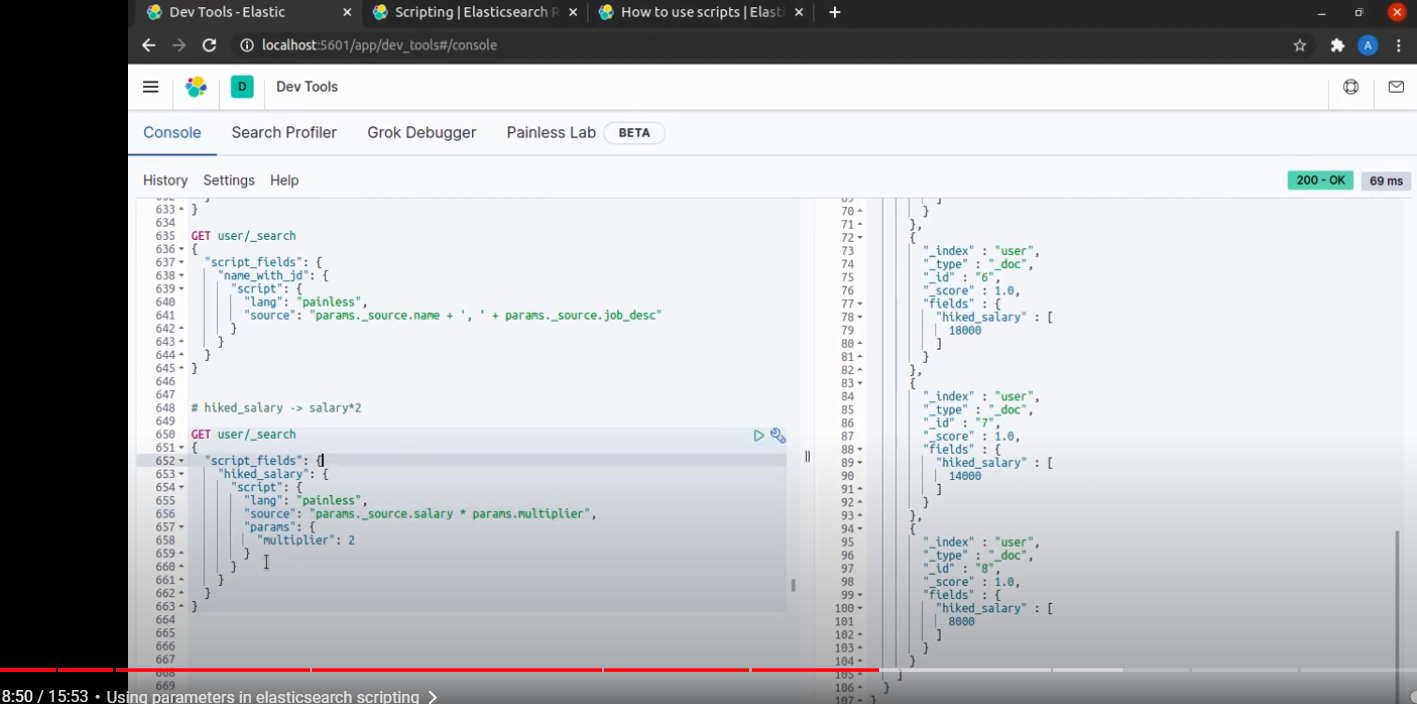 Dev Tools - Elastic
Scripting | Elasticsearch R
How to use scripts | Elast
localhost:5601/app/dev_tools#/console
A
D Dev Tools
Console Search Profiler Grok Debugger Painless Lab BETA
History Settings Help
200 - OK 69 ms
633 }
634
635 GET user/_search
636 {
637 "script_fields": {
638 "name_with_jd": {
639 "script": {
640 "lang": "painless",
641 "source": "params._source.name + ', ' + params._source.job_desc"
642 }
643 }
644 }
645 }
646
647
648 # hiked_salary -> salary*2
649
650 GET user/_search
651 {
652 "script_fields": {
653 "hiked_salary": {
654 "script": {
655 "lang": "painless",
656 "source": "params._source.salary * params.multiplier",
657 "params": {
658 "multiplier": 2
659 }
660 }
661 }
662 }
663 }
664
665
666
667
668
669
69 ]
70 }
71 },
72 {
73 "_index" : "user",
74 "_type" : "_doc",
75 "_id" : "6",
76 "_score" : 1.0,
77 "fields" : {
78 "hiked_salary" : [
79 18000
80 ]
81 }
82 },
83 {
84 "_index" : "user",
85 "_type" : "_doc",
86 "_id" : "7",
87 "_score" : 1.0,
88 "fields" : {
89 "hiked_salary" : [
90 14000
91 ]
92 }
93 },
94 {
95 "_index" : "user",
96 "_type" : "_doc",
97 "_id" : "8",
98 "_score" : 1.0,
99 "fields" : {
100 "hiked_salary" : [
101 8000
102 ]
103 }
104 }
105 ]
106 }
107 }
8:50 / 15:53 • Using parameters in elasticsearch scripting